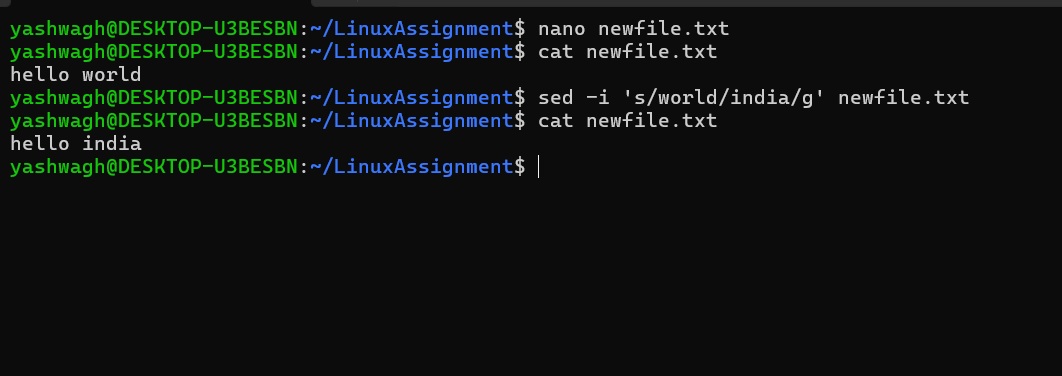 yashwagh@DESKTOP-U3BESBN:~/LinuxAssignment$ nano newfile.txt
yashwagh@DESKTOP-U3BESBN:~/LinuxAssignment$ cat newfile.txt
hello world
yashwagh@DESKTOP-U3BESBN:~/LinuxAssignment$ sed -i 's/world/india/g' newfile.txt
yashwagh@DESKTOP-U3BESBN:~/LinuxAssignment$ cat newfile.txt
hello india
yashwagh@DESKTOP-U3BESBN:~/LinuxAssignment$